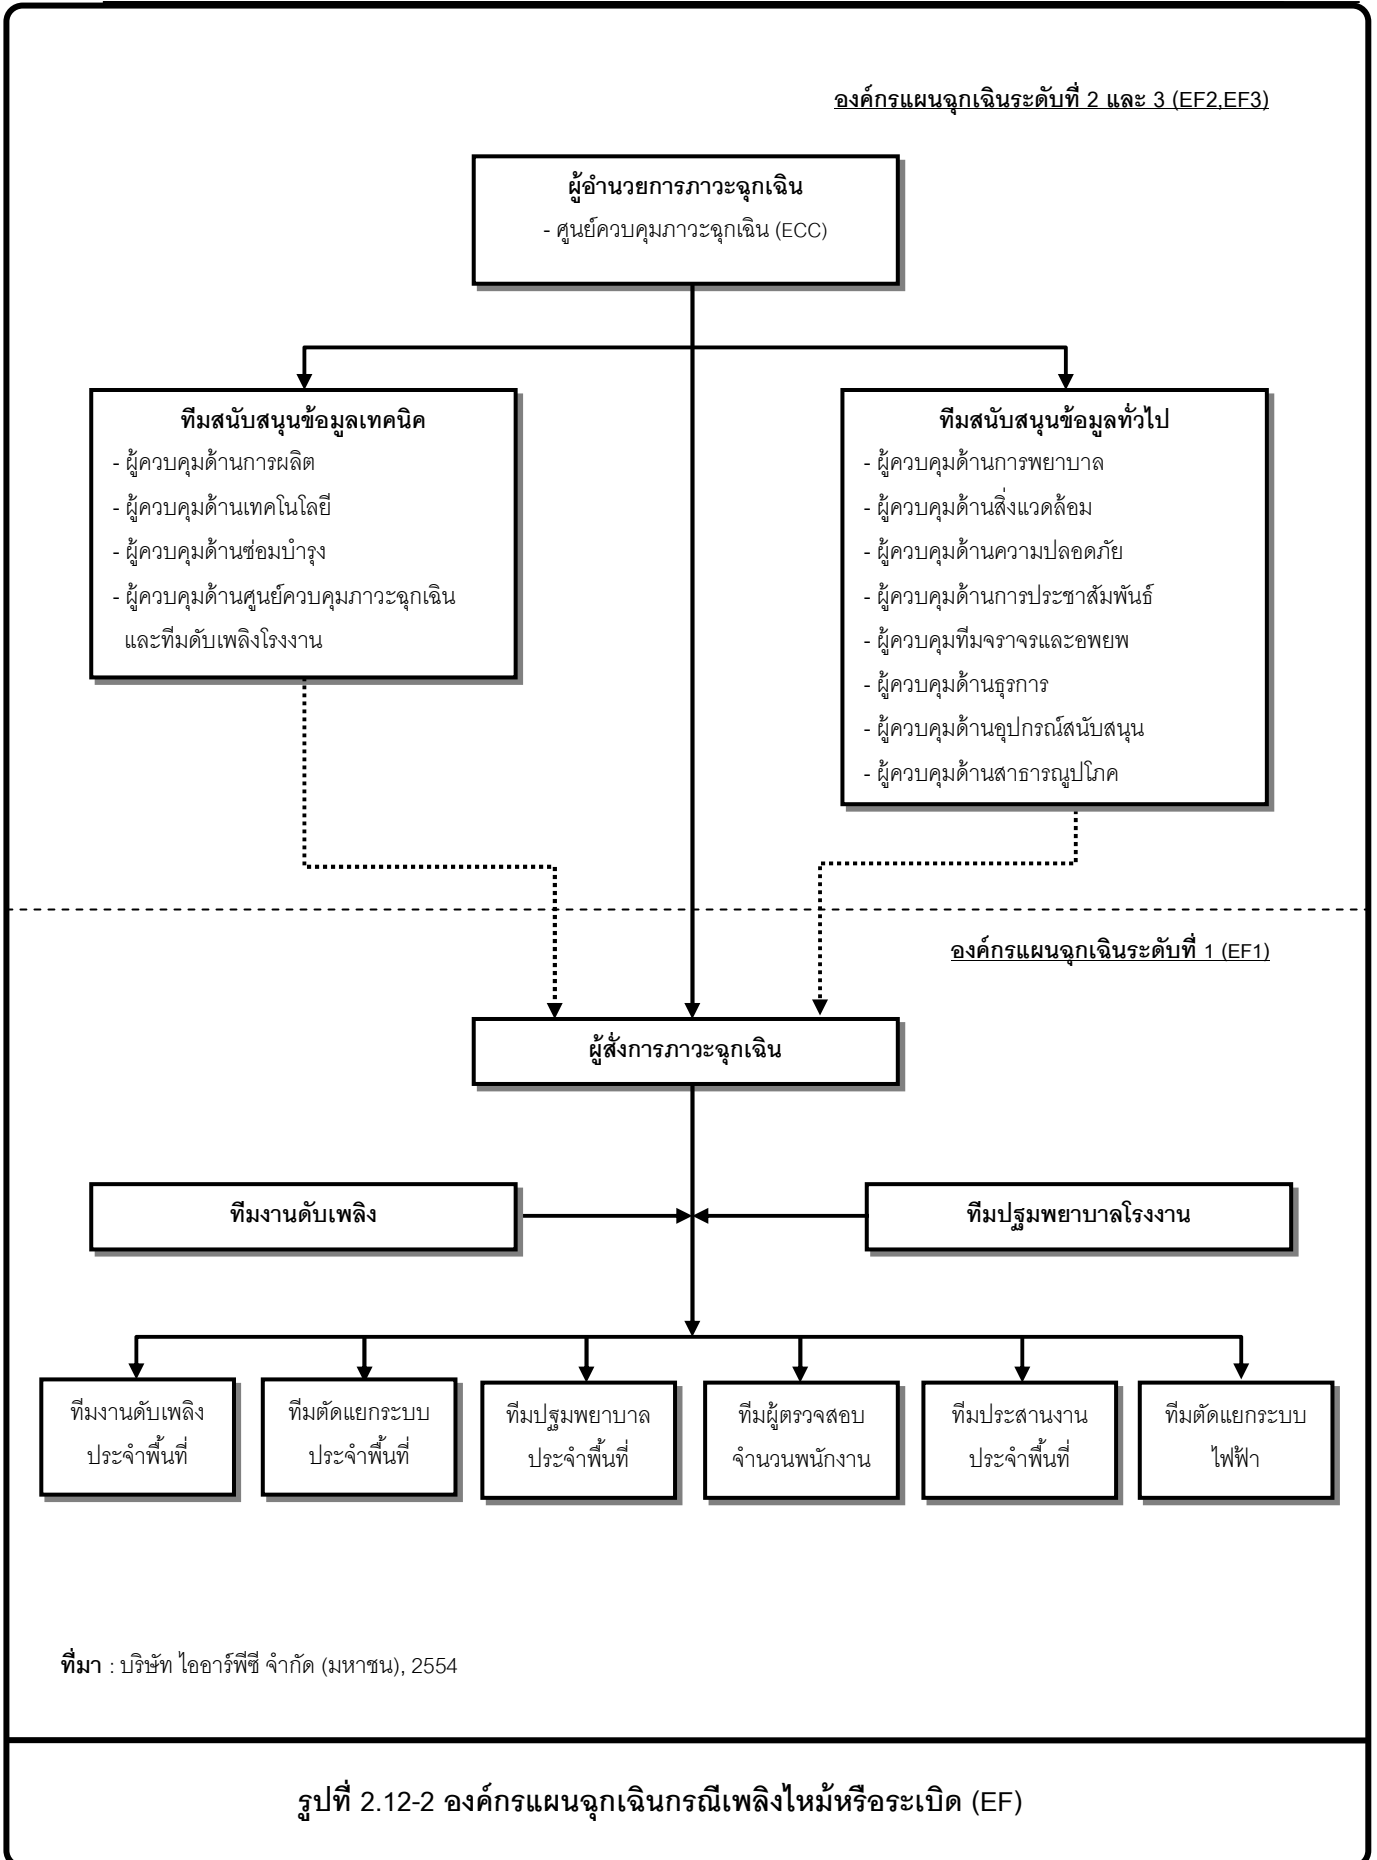 องค์กรแผนฉุกเฉินระดับที่ 2 และ 3 (EF2,EF3)
ผู้อำนวยการภาวะฉุกเฉิน
- ศูนย์ควบคุมภาวะฉุกเฉิน (ECC)
ทีมสนับสนุนข้อมูลเทคนิค
- ผู้ควบคุมด้านการผลิต
- ผู้ควบคุมด้านเทคโนโลยี
- ผู้ควบคุมด้านซ่อมบำรุง
- ผู้ควบคุมด้านศูนย์ควบคุมภาวะฉุกเฉิน
และทีมดับเพลิงโรงงาน
ทีมสนับสนุนข้อมูลทั่วไป
- ผู้ควบคุมด้านการพยาบาล
- ผู้ควบคุมด้านสิ่งแวดล้อม
- ผู้ควบคุมด้านความปลอดภัย
- ผู้ควบคุมด้านการประชาสัมพันธ์
- ผู้ควบคุมทีมจราจรและอพยพ
- ผู้ควบคุมด้านธุรการ
- ผู้ควบคุมด้านอุปกรณ์สนับสนุน
- ผู้ควบคุมด้านสาธารณูปโภค
องค์กรแผนฉุกเฉินระดับที่ 1 (EF1)
ผู้สั่งการภาวะฉุกเฉิน
ทีมงานดับเพลิง
ทีมปฐมพยาบาลโรงงาน
ทีมงานดับเพลิง
ประจำพื้นที่
ทีมตัดแยกระบบ
ประจำพื้นที่
ทีมปฐมพยาบาล
ประจำพื้นที่
ทีมผู้ตรวจสอบ
จำนวนพนักงาน
ทีมประสานงาน
ประจำพื้นที่
ทีมตัดแยกระบบ
ไฟฟ้า
ที่มา : บริษัท ไออาร์พีซี จำกัด (มหาชน), 2554
รูปที่ 2.12-2 องค์กรแผนฉุกเฉินกรณีเพลิงไหม้หรือระเบิด (EF)